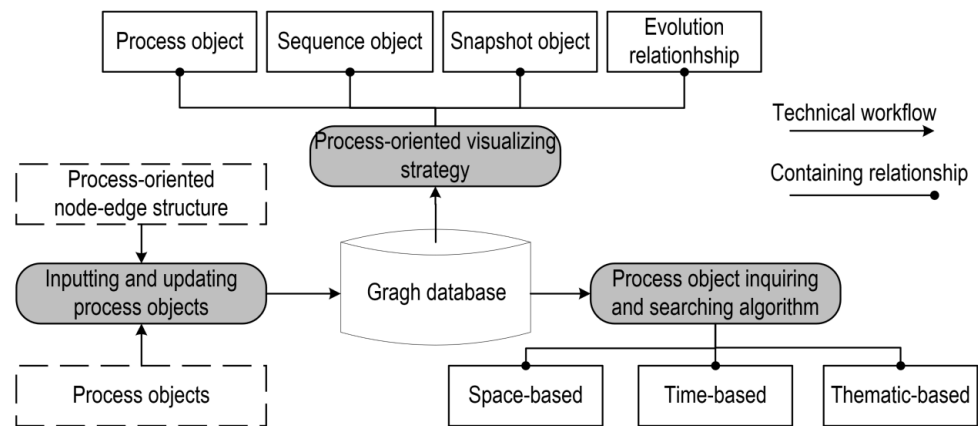 Process object
Sequence object
Snapshot object
Evolution
relationhship
Technical workflow
Process-oriented visualizing
strategy
Containing relationship
Process-oriented
node-edge structure
Inputting and updating
process objects
Gragh database
Process object inquiring
and searching algorithm
Process objects
Space-based
Time-based
Thematic-based